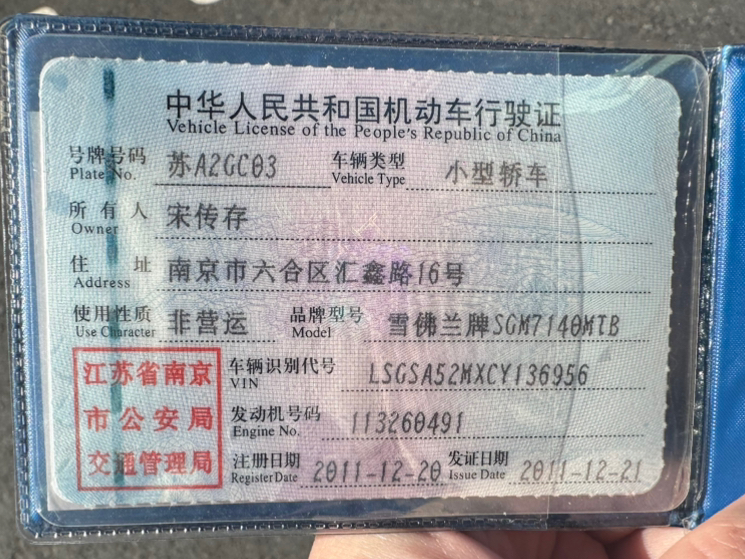 中华人民共和国机动车行驶证
Vehicle License of the People's Republic of China
号牌号码 苏A2GC03 车辆类型 小型轿车
Plate No. Vehicle Type
所有人 宋传存
Owner
住址 南京市六合区汇鑫路16号
Address
使用性质 非营运 品牌型号 雪佛兰牌SGM7140MTB
Use Character Model
江苏省南京 车辆识别代号 LSGSA52MXCY136956
VIN
市公安局 发动机号码 113260491
Engine No.
交通管理局 注册日期 2011-12-20 发证日期 2011-12-21
Register Date Issue Date